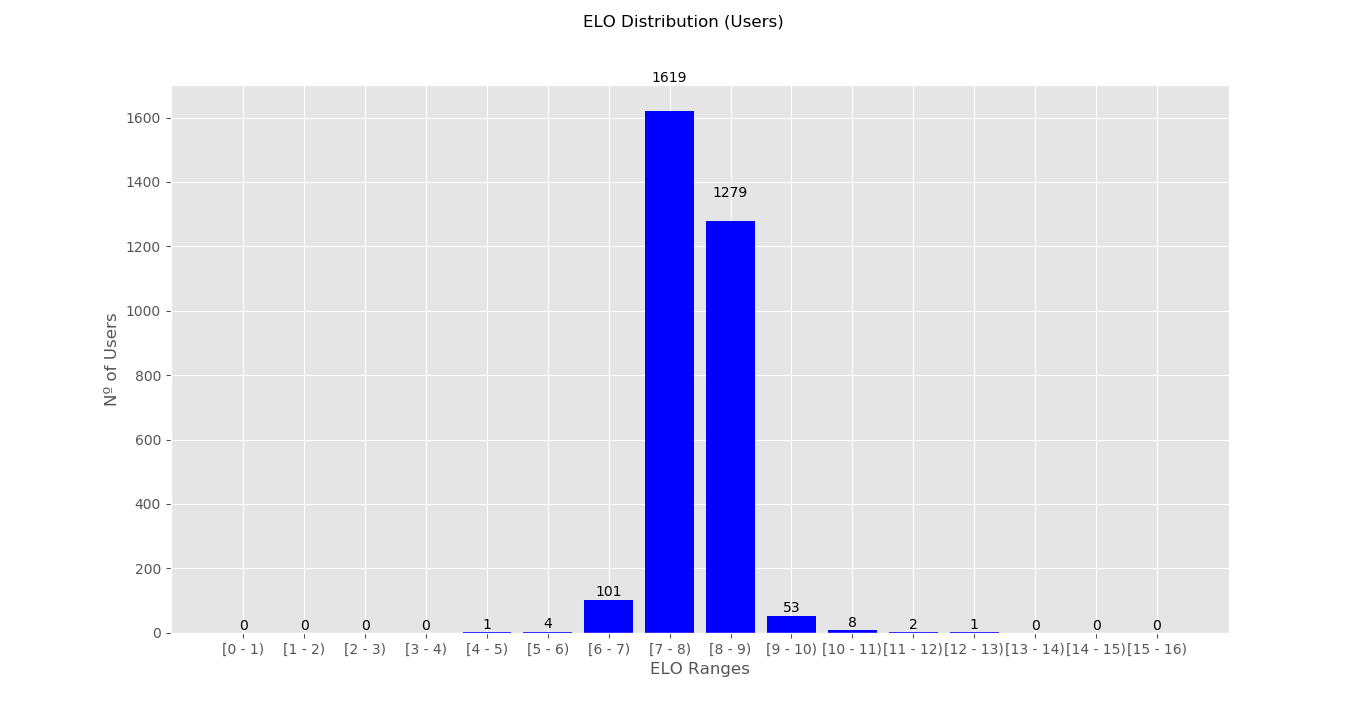 ELO Distribution (Users)
1619
1600
1400
1279
1200
1000
Nº of Users
800
600
400
200
101
53
0 0 0 0 1 4 8 2 1 0 0 0
0
[0 - 1) [1 - 2) [2 - 3) [3 - 4) [4 - 5) [5 - 6) [6 - 7) [7 - 8) [8 - 9) [9 - 10) [10 - 11) [11 - 12) [12 - 13) [13 - 14) [14 - 15) [15 - 16)
ELO Ranges